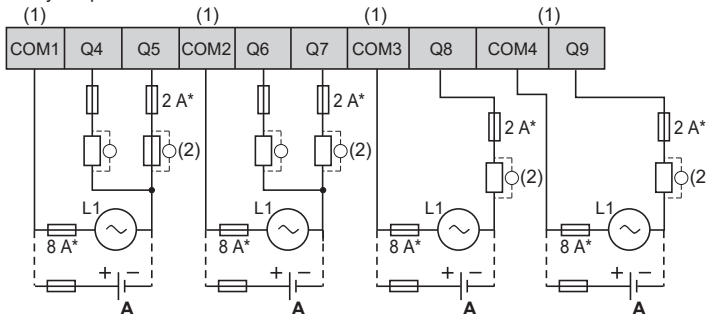 (1) (1) (1) (1)
COM1 Q4 Q5 COM2 Q6 Q7 COM3 Q8 COM4 Q9
2 A* 2 A*
2 A* 2 A*
(2) (2)
(2) (2
L1 L1 L1 L1
8 A* 8 A* 8 A* 8 A*
+ − + − + − + −
A A A A